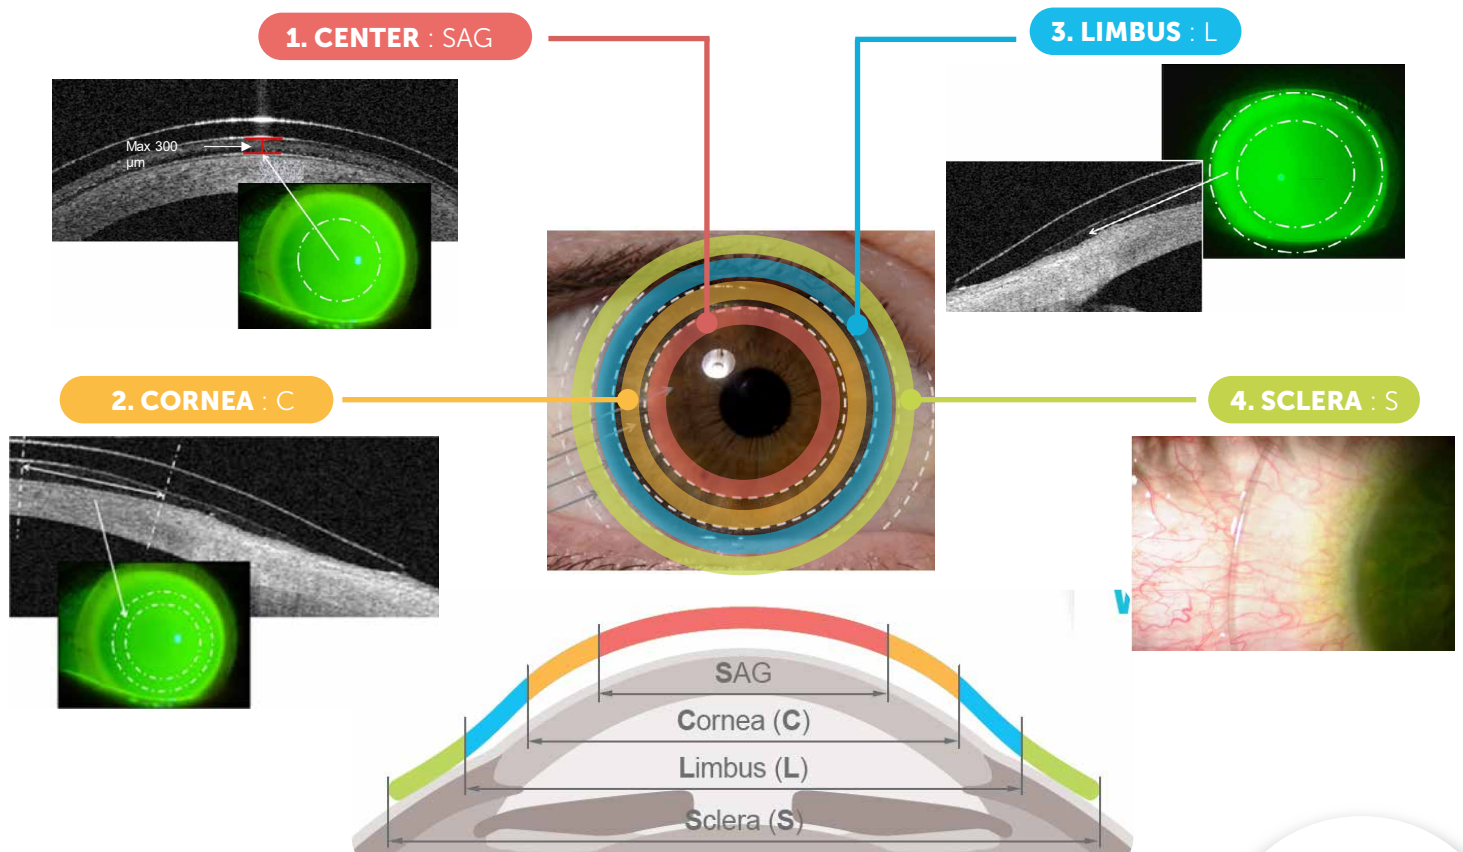 1. CENTER : SAG
3. LIMBUS : L
Max 300
µm
2. CORNEA : C
4. SCLERA : S
SAG
Cornea (C)
Limbus (L)
Sclera (S)